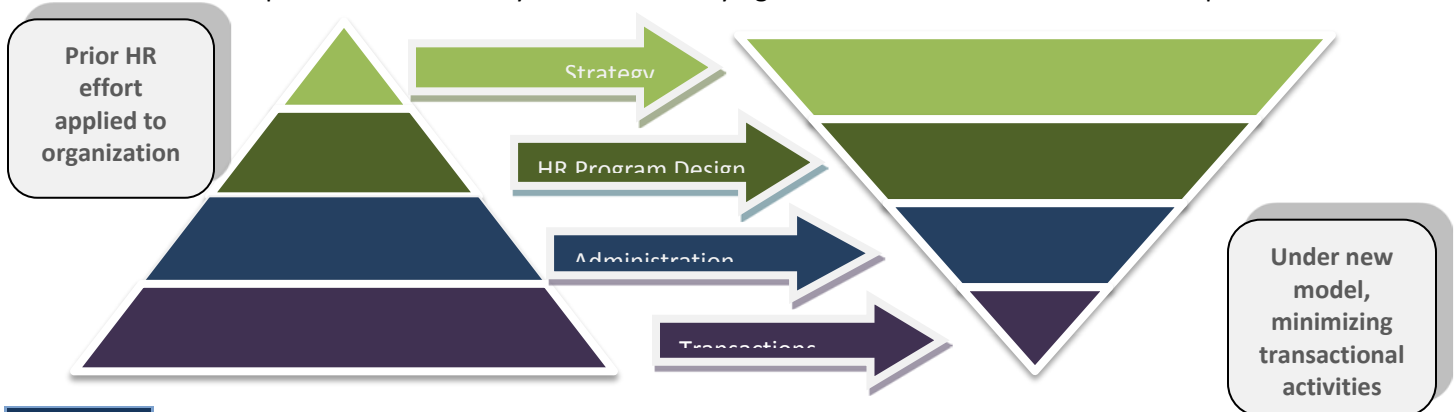 Prior HR
effort
applied to
organization
Strategy
HR Program Design
Administration
Transactions
Under new
model,
minimizing
transactional
activities